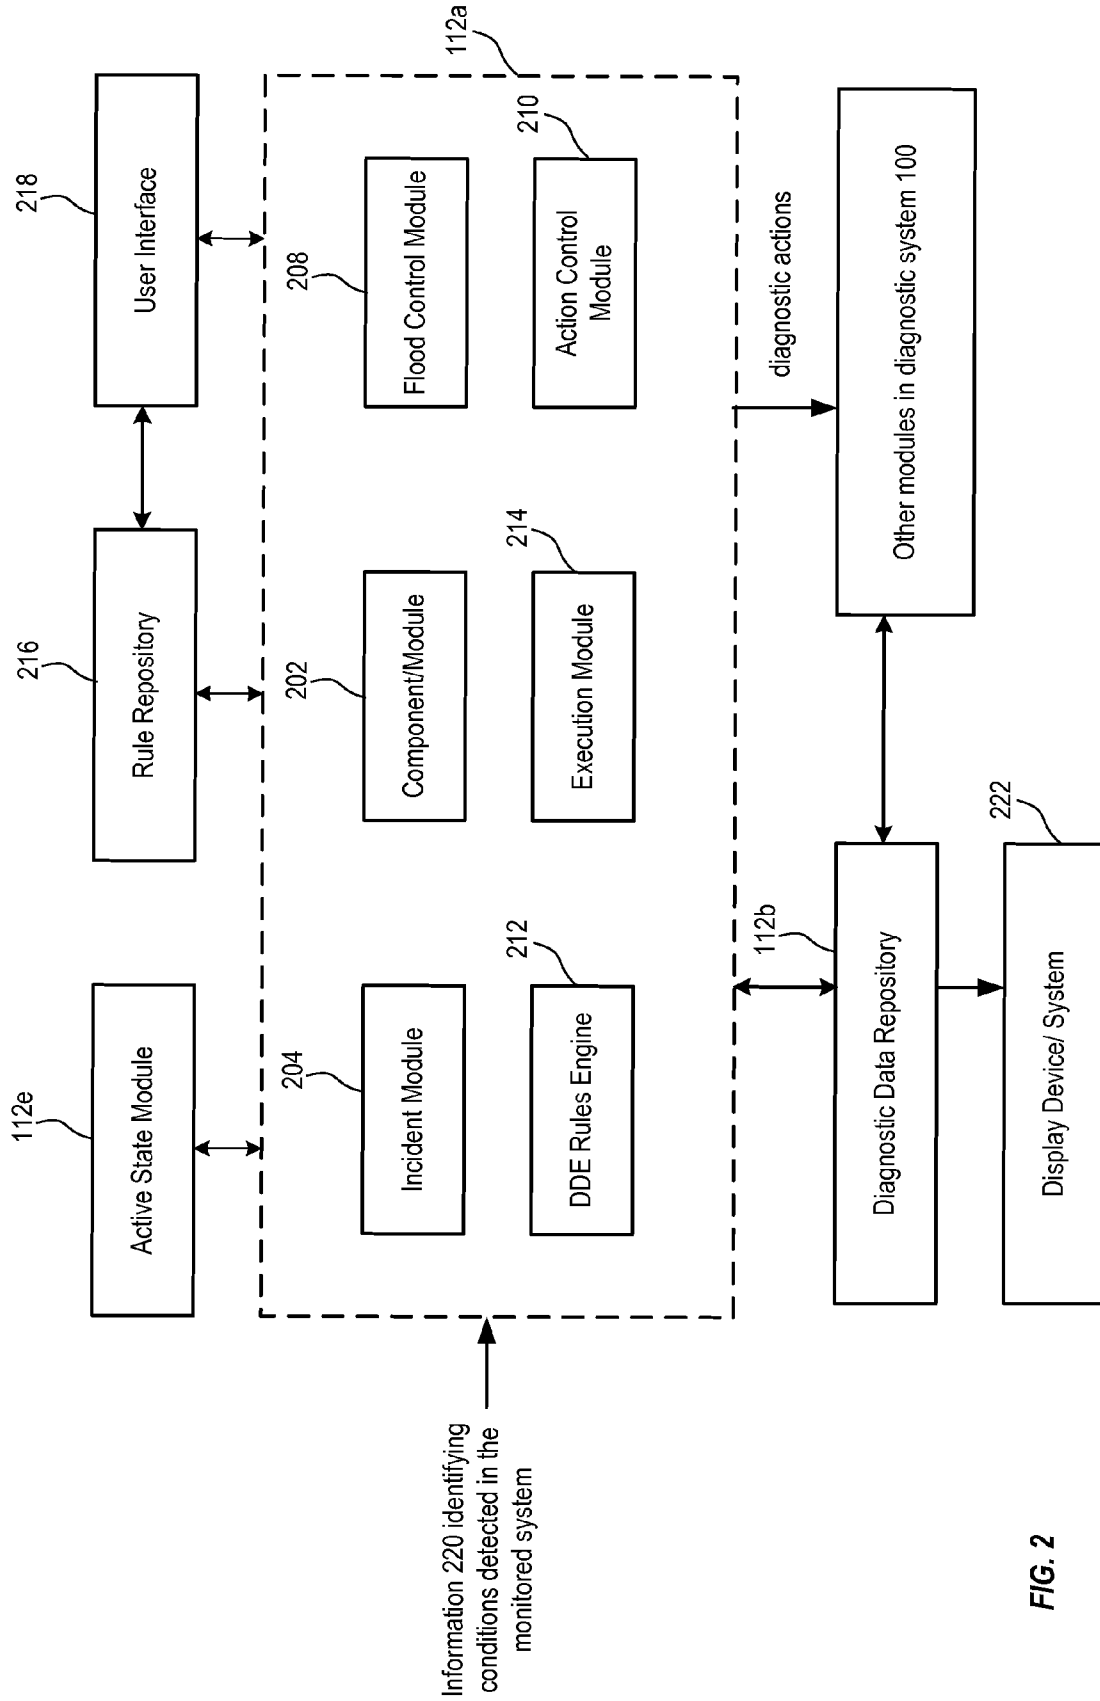 112e
Active State Module
216
Rule Repository
218
User Interface
112a
204
Incident Module
202
Component/Module
208
Flood Control Module
212
DDE Rules Engine
214
Execution Module
210
Action Control
Module
Information 220 identifying
conditions detected in the
monitored system
diagnostic actions
112b
Diagnostic Data Repository
Other modules in diagnostic system 100
222
Display Device/ System
FIG. 2